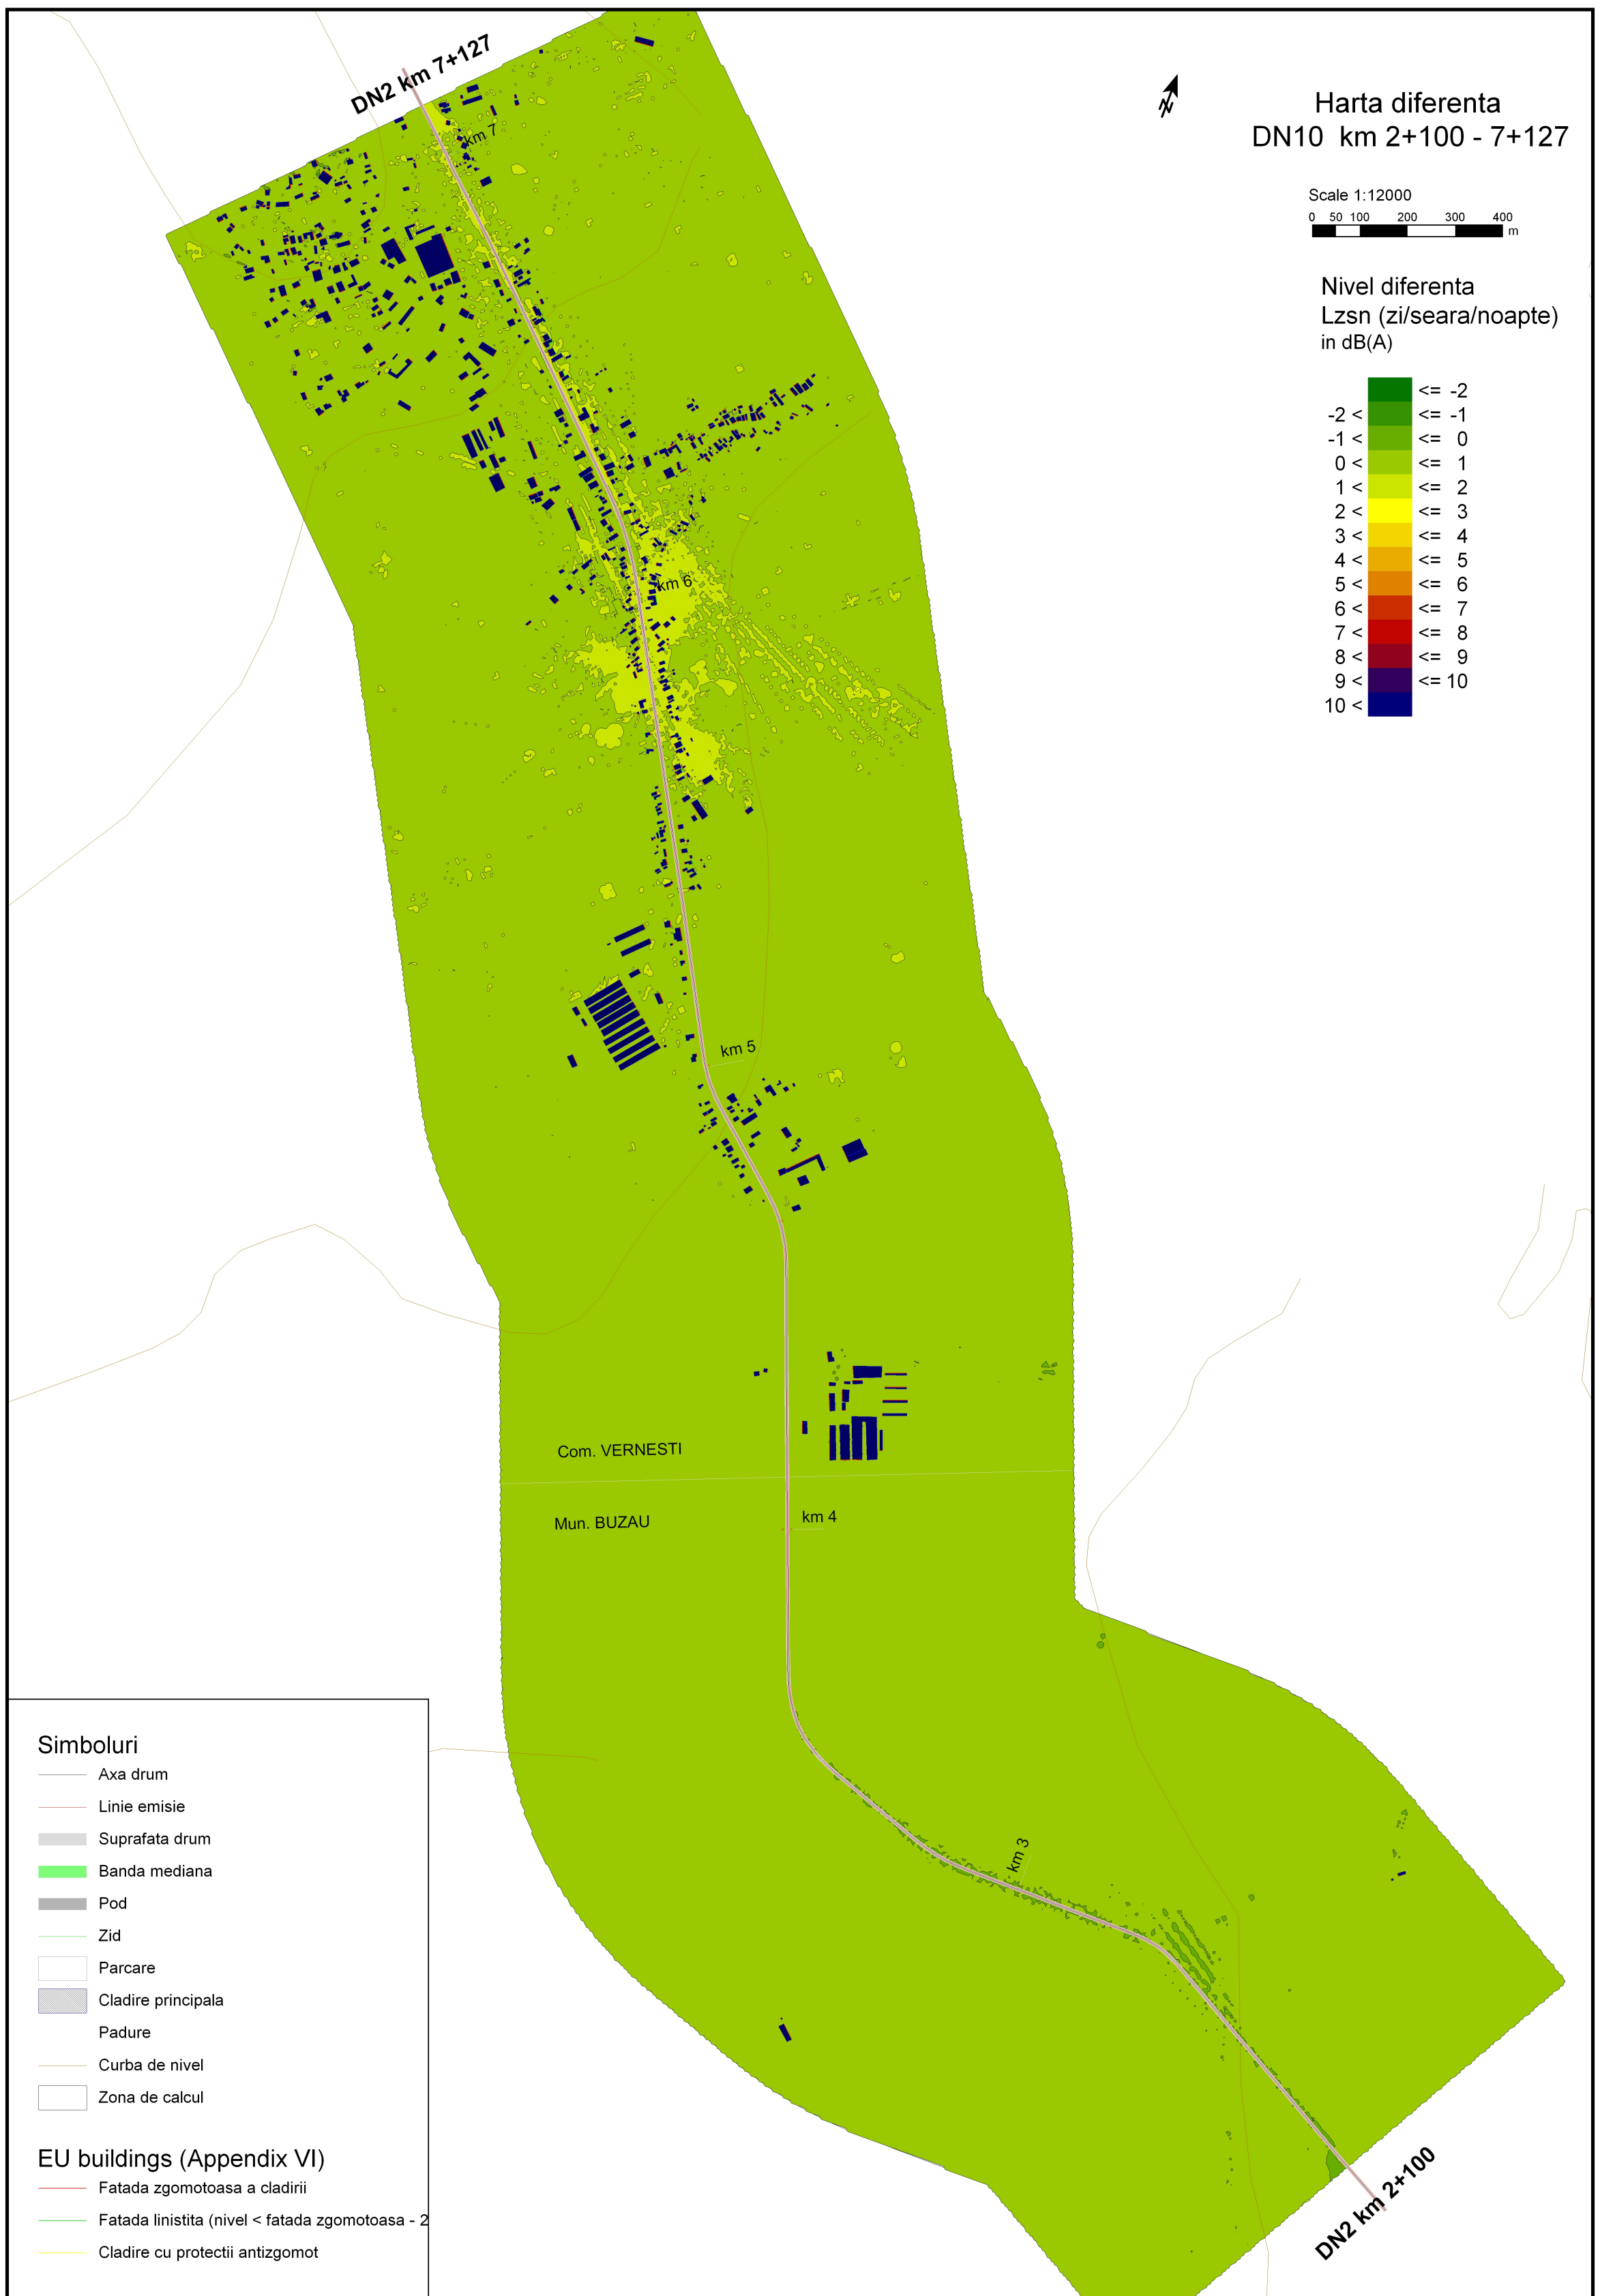 DN2 km 7+127
km 7
N
Harta diferenta
DN10 km 2+100 - 7+127
Scale 1:12000
0 50 100 200 300 400
m
Nivel diferenta
Lzsn (zi/seara/noapte)
in dB(A)
<= -2
-2 < <= -1
-1 < <= 0
0 < <= 1
1 < <= 2
2 < <= 3
3 < <= 4
4 < <= 5
5 < <= 6
6 < <= 7
7 < <= 8
8 < <= 9
9 < <= 10
10 <
km 6
km 5
Com. VERNESTI
Mun. BUZAU
km 4
km 3
DN2 km 2+100
Simboluri
Axa drum
Linie emisie
Suprafata drum
Banda mediana
Pod
Zid
Parcare
Cladire principala
Padure
Curba de nivel
Zona de calcul
EU buildings (Appendix VI)
Fatada zgomotoasa a cladirii
Fatada linistita (nivel < fatada zgomotoasa - 2
Cladire cu protectii antizgomot